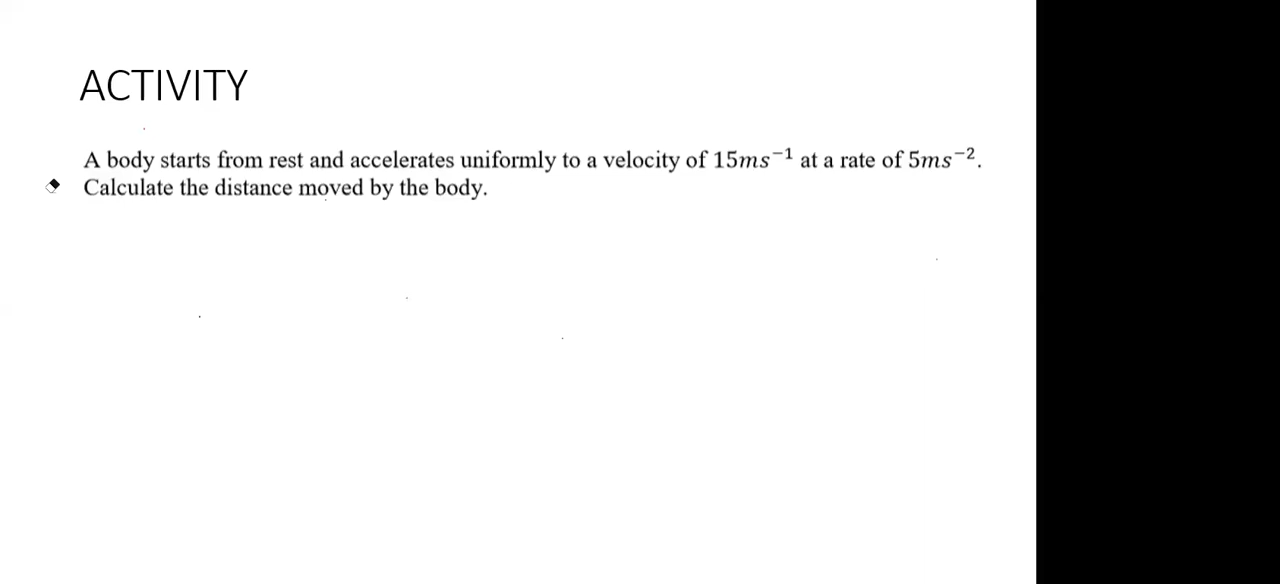 ACTIVITY
A body starts from rest and accelerates uniformly to a velocity of 15ms⁻¹ at a rate of 5ms⁻².
Calculate the distance moved by the body.